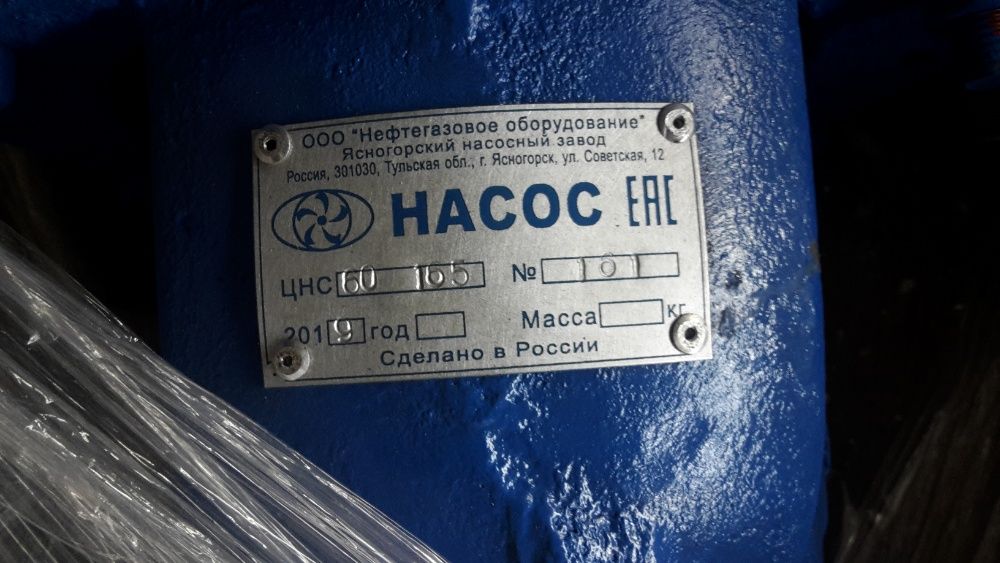 ООО "Нефтегазовое оборудование"
Ясногорский насосный завод
Россия, 301030, Тульская обл., г. Ясногорск, ул. Советская, 12
НАСОС EAC
ЦНС 60 165 № 161
2019 год Масса кг
Сделано в России